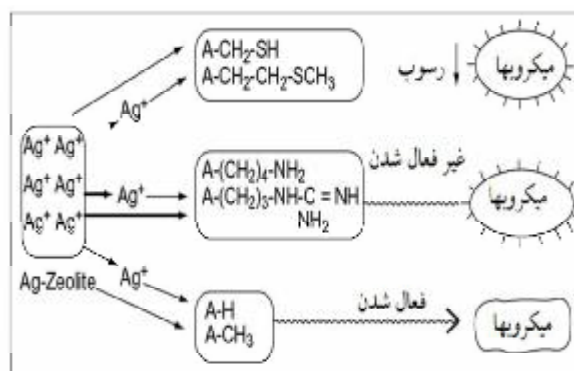 A-CH₂-SH
A-CH₂-CH₂-SCH₃
رسوب
میکروبها
Ag⁺
Ag⁺ Ag⁺
Ag⁺ Ag⁺
Ag⁺ Ag⁺
Ag-Zeolite
Ag⁺
A-(CH₂)₄-NH₂
A-(CH₂)₃-NH-C = NH
NH₂
غیر فعال شدن
میکروبها
Ag⁺
A-H
A-CH₃
فعال شدن
میکروبها